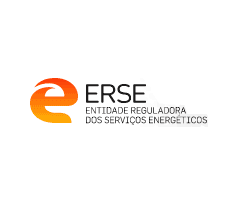 ERSE
ENTIDADE REGULADORA
DOS SERVIÇOS ENERGÉTICOS